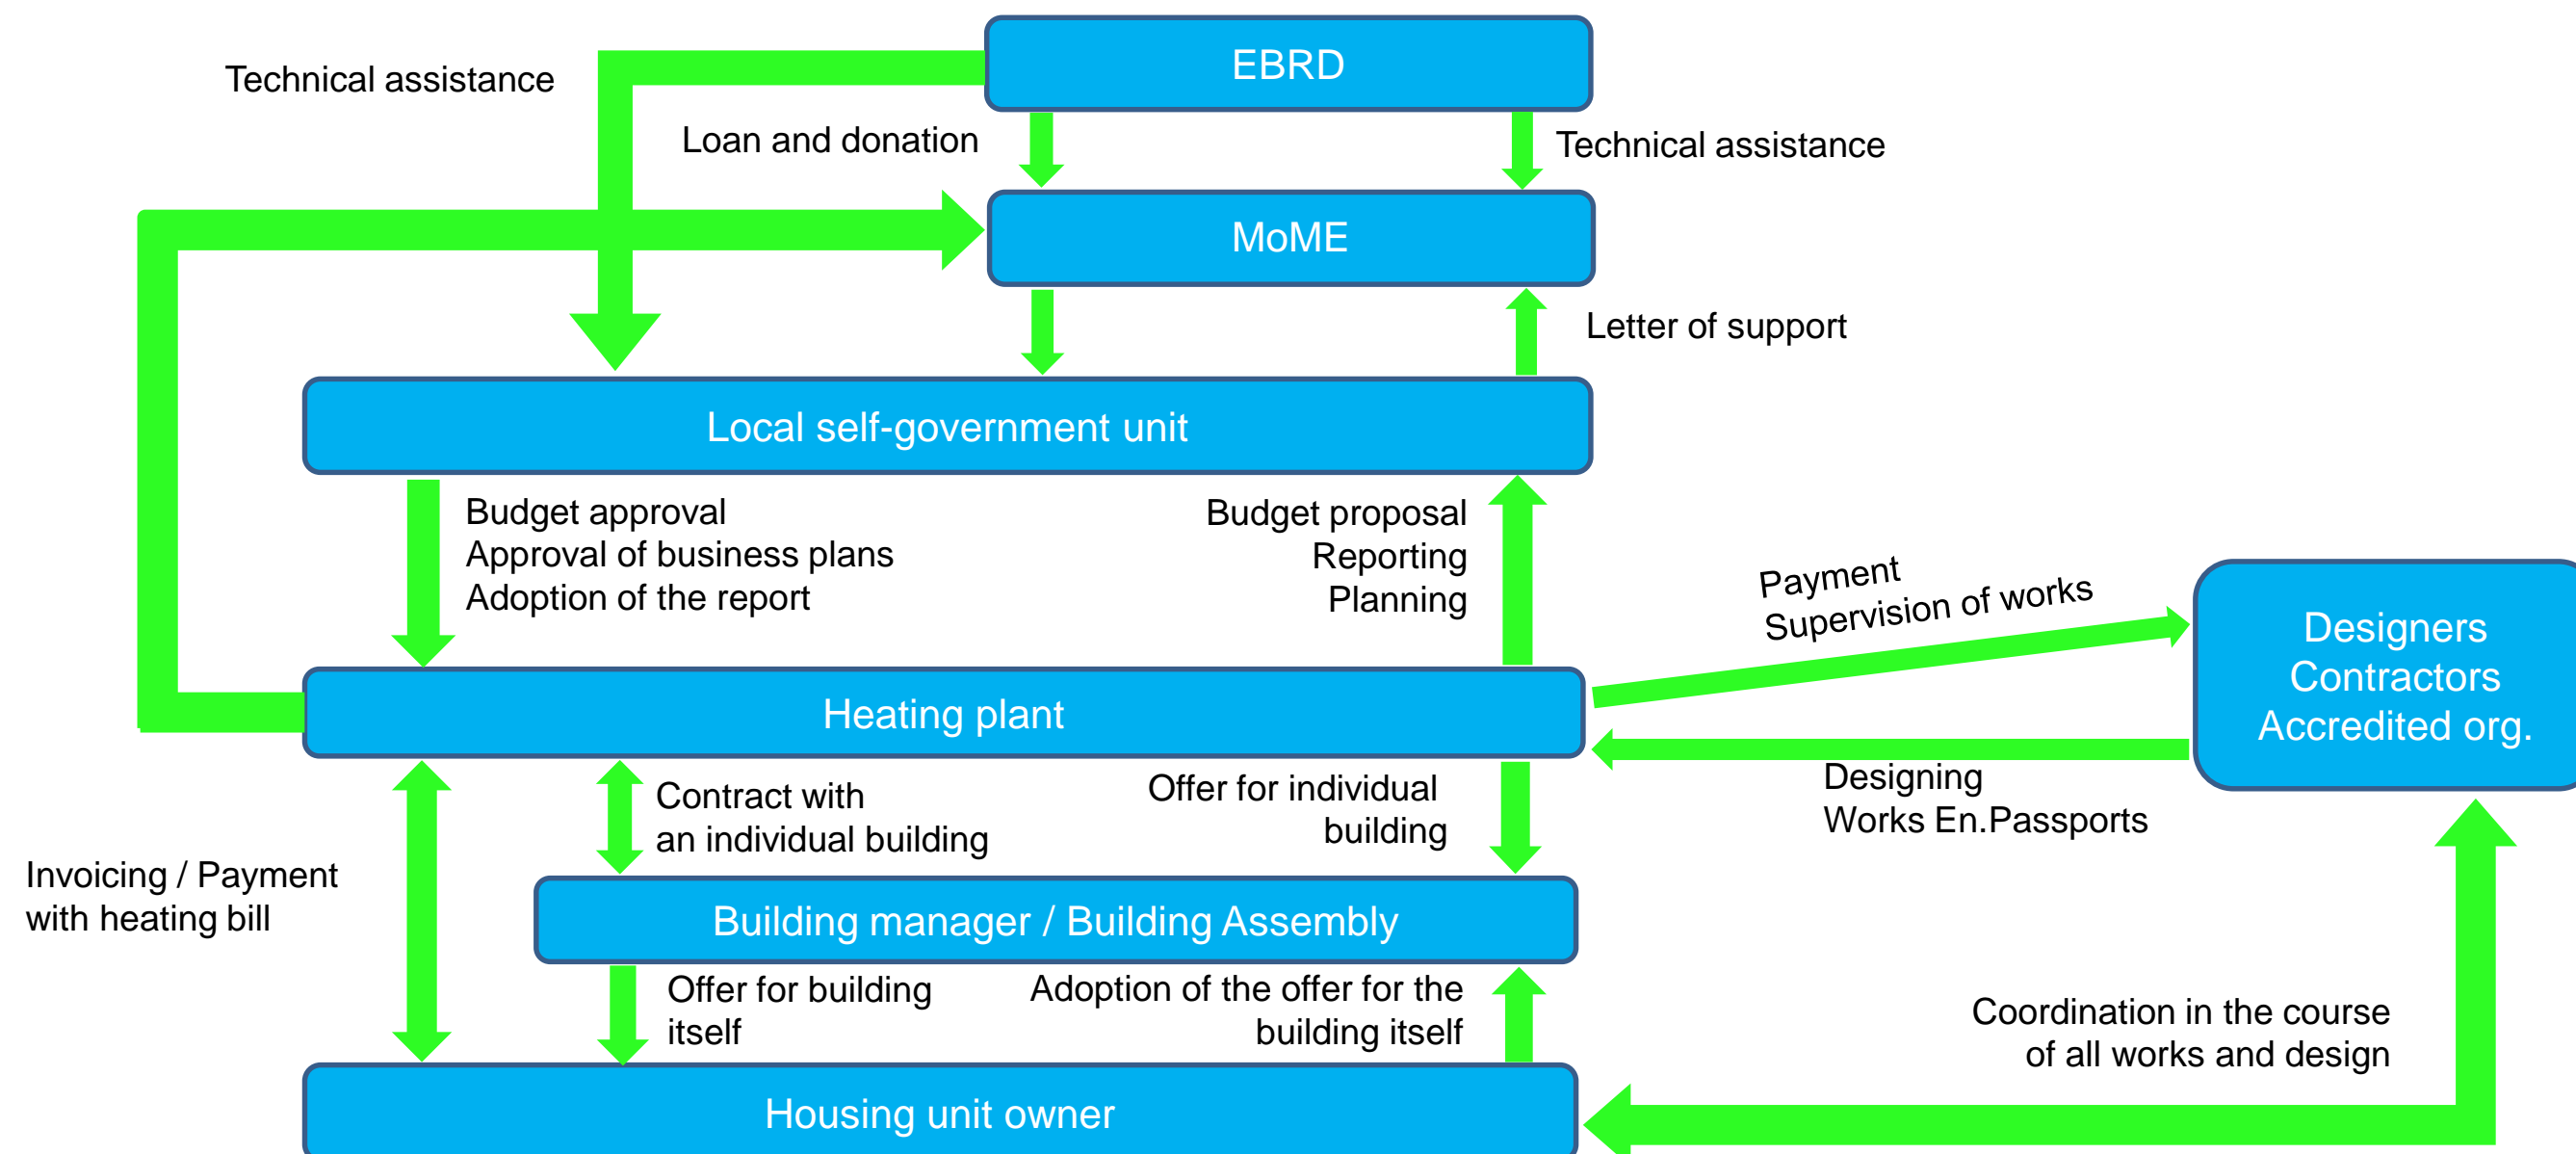 EBRD
Technical assistance
Loan and donation
Technical assistance
MoME
Letter of support
Local self-government unit
Budget approval
Approval of business plans
Adoption of the report
Budget proposal
Reporting
Planning
Payment
Supervision of works
Designers
Contractors
Accredited org.
Heating plant
Designing
Works En.Passports
Contract with
an individual building
Offer for individual
building
Invoicing / Payment
with heating bill
Building manager / Building Assembly
Offer for building
itself
Adoption of the offer for the
building itself
Coordination in the course
of all works and design
Housing unit owner